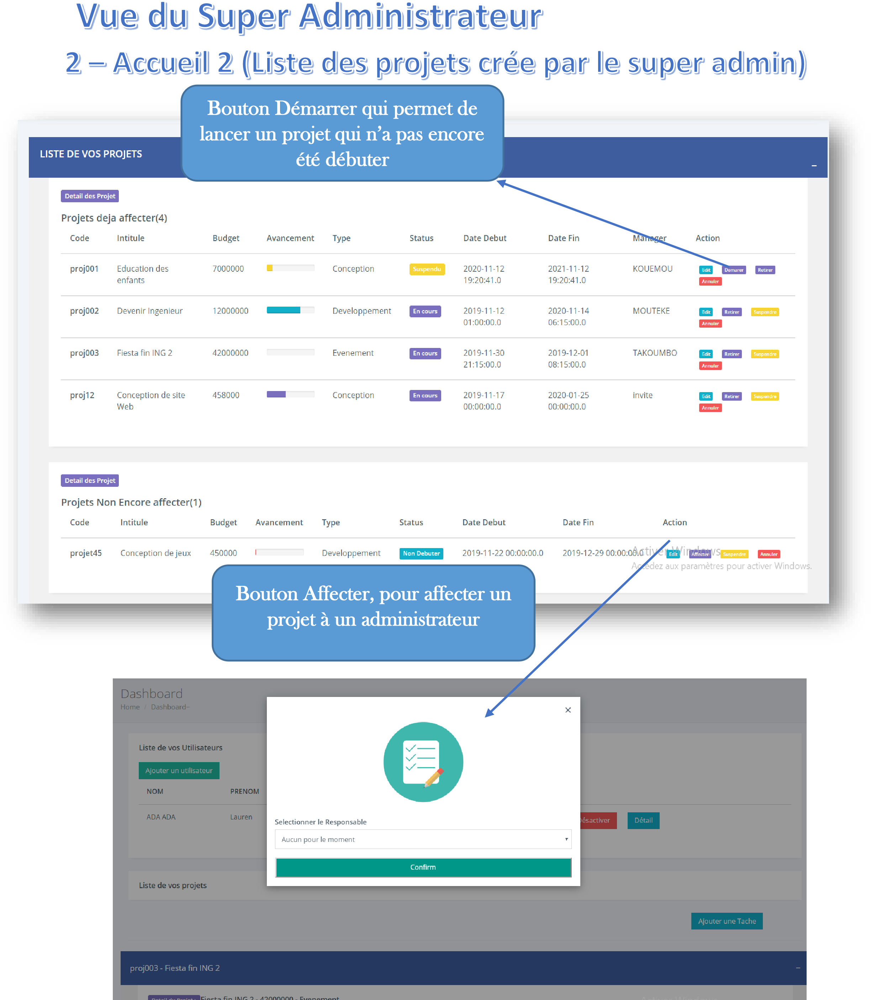 Vue du Super Administrateur
2 – Accueil 2 (Liste des projets crée par le super admin)
Bouton Démarrer qui permet de
lancer un projet qui n’a pas encore
été débuter
LISTE DE VOS PROJETS
Detail des Projet
Projets deja affecter(4)
Code Intitule Budget Avancement Type Status Date Debut Date Fin Manager Action
proj001 Education des 7000000 Conception Suspendu 2020-11-12 2021-11-12 KOUEMOU Edit Demarer Retirer
enfants 19:20:41.0 19:20:41.0 Annuler
proj002 Devenir Ingenieur 12000000 Developpement En cours 2019-11-12 2020-11-14 MOUTEKE Edit Retirer Suspendre
01:00:00.0 06:15:00.0 Annuler
proj003 Fiesta fin ING 2 42000000 Evenement En cours 2019-11-30 2019-12-01 TAKOUMBO Edit Retirer Suspendre
21:15:00.0 08:15:00.0 Annuler
proj12 Conception de site 458000 Conception En cours 2019-11-17 2020-01-25 invite Edit Retirer Suspendre
Web 00:00:00.0 00:00:00.0 Annuler
Detail des Projet
Projets Non Encore affecter(1)
Code Intitule Budget Avancement Type Status Date Debut Date Fin Action
projet45 Conception de jeux 450000 Developpement Non Debuter 2019-11-22 00:00:00.0 2019-12-29 00:00:00.0 Edit Affecter Suspendre Annuler
Activer Windows
Accédez aux paramètres pour activer Windows.
Bouton Affecter, pour affecter un
projet à un administrateur
Dashboard
Home / Dashboard–
×
Liste de vos Utilisateurs
Ajouter un utilisateur
NOM PRENOM
ADA ADA Lauren Désactiver Détail
Selectionner le Responsable
Aucun pour le moment
Confirm
Liste de vos projets
Ajouter une Tache
proj003 - Fiesta fin ING 2
Detail du Projet : Fiesta fin ING 2 - 42000000 - Evenement
Activer Windows